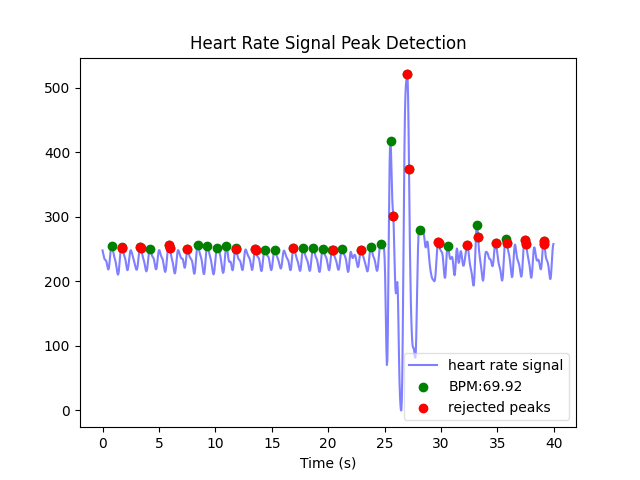 Heart Rate Signal Peak Detection
500
400
300
200
100
0
heart rate signal
BPM:69.92
rejected peaks
0 5 10 15 20 25 30 35 40
Time (s)